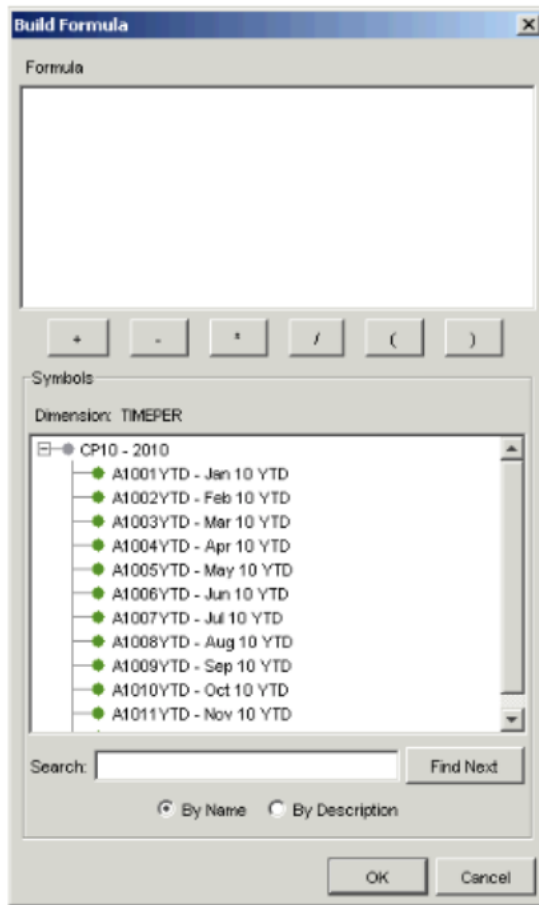 Build Formula
Formula
+ - * / ( )
Symbols
Dimension: TIMEPER
CP10 - 2010
A1001YTD - Jan 10 YTD
A1002YTD - Feb 10 YTD
A1003YTD - Mar 10 YTD
A1004YTD - Apr 10 YTD
A1005YTD - May 10 YTD
A1006YTD - Jun 10 YTD
A1007YTD - Jul 10 YTD
A1008YTD - Aug 10 YTD
A1009YTD - Sep 10 YTD
A1010YTD - Oct 10 YTD
A1011YTD - Nov 10 YTD
Search: Find Next
By Name By Description
OK Cancel